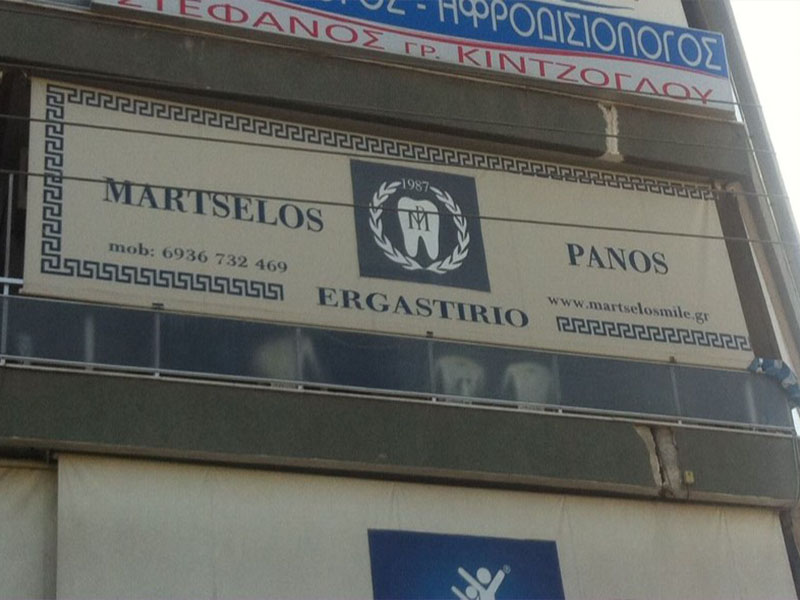 - ΑΦΡΟΔΙΣΙΟΛΟΓΟΣ
ΣΤΕΦΑΝΟΣ ΓΡ. ΚΙΝΤΖΟΓΛΟΥ
1987
MARTSELOS
PANOS
mob: 6936 732 469
ERGASTIRIO
www.martselosmile.gr